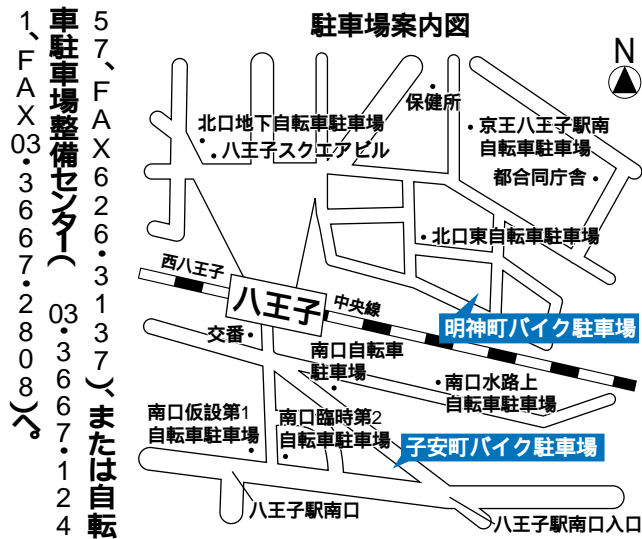 57、FAX626・3137)、または自転
車駐車場整備センター( 03・3667・124
1、FAX03・3667・2808)へ。
駐車場案内図
N
保健所
北口地下自転車駐車場
八王子スクエアビル
京王八王子駅南
自転車駐車場
都合同庁舎
北口東自転車駐車場
西八王子
八王子
中央線
明神町バイク駐車場
交番
南口自転車
駐車場
南口水路上
自転車駐車場
南口仮設第1
自転車駐車場
南口臨時第2
自転車駐車場
子安町バイク駐車場
八王子駅南口
八王子駅南口入口